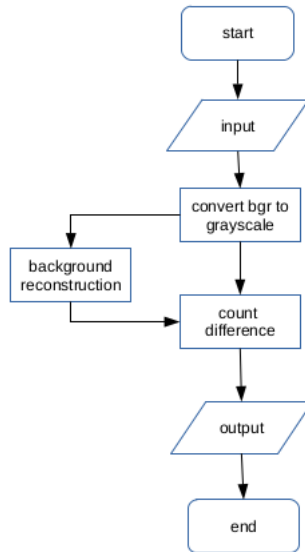 start
input
convert bgr to
grayscale
background
reconstruction
count
difference
output
end